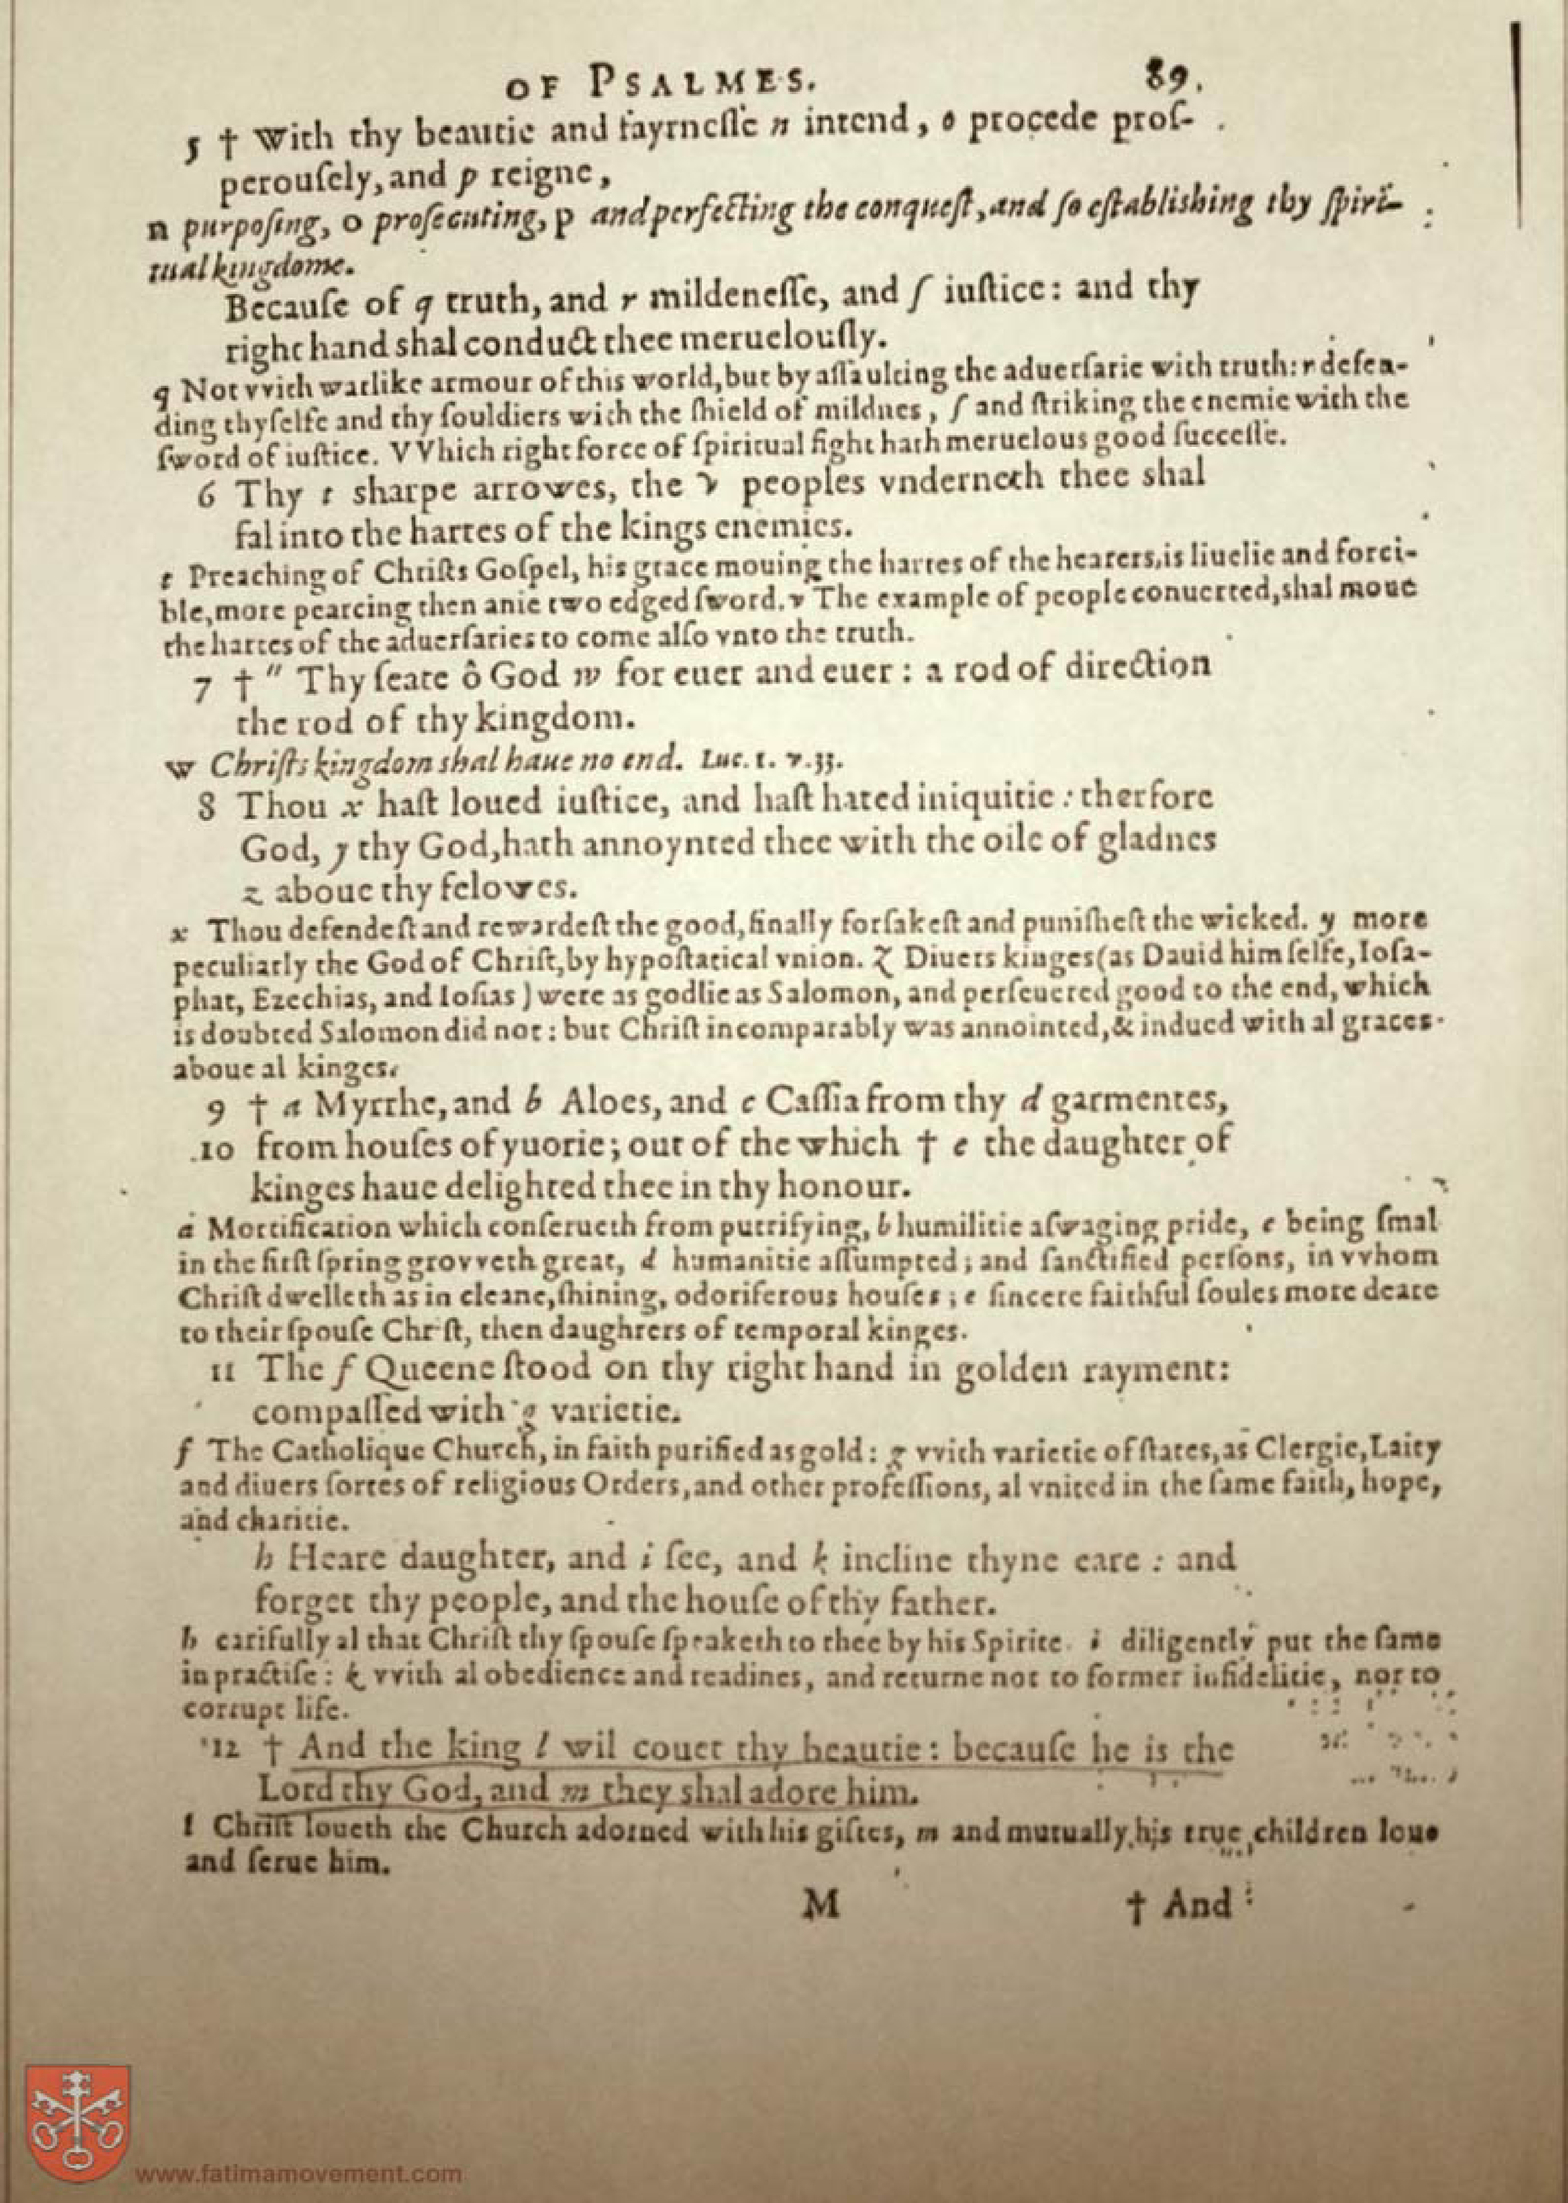 OF PSALMES. 89.
5 † With thy beautie and fayrneſſe n intend, o procede proſ-
perouſely, and p reigne,
n purpoſing, o proſecuting, p and perfecting the conqueſt, and ſo eſtablishing thy ſpiri-
tual kingdome.
Becauſe of q truth, and r mildeneſſe, and ſ iuſtice: and thy
right hand shal conduct thee merueloufly.
q Not vvith warlike armour of this world, but by aſſaulting the aduerſarie with truth: r defen-
ding thyſelfe and thy ſouldiers with the ſhield of mildnes, ſ and ſtriking the enemie with the
ſword of iuſtice. VVhich right force of ſpiritual fight hath meruelous good ſucceſſe.
6 Thy t sharpe arrowes, the v peoples vnderneth thee shal
fal into the hartes of the kings enemies.
t Preaching of Chriſts Goſpel, his grace mouing the hartes of the hearers, is liuelie and forci-
ble, more pearcing then anie two edged ſword. v The example of people conuerted, shal moue
the hartes of the aduerſaries to come alſo vnto the truth.
7 † " Thy ſeate ô God w for euer and euer : a rod of direction
the rod of thy kingdom.
w Chriſts kingdom shal haue no end. Luc. 1. v. 33.
8 Thou x haſt loued iuſtice, and haſt hated iniquitie : therfore
God, y thy God, hath annoynted thee with the oile of gladnes
z aboue thy felowes.
x Thou defendeſt and rewardeſt the good, finally forſakeſt and puniſheſt the wicked. y more
peculiarly the God of Chriſt, by hypoſtatical vnion. z Diuers kinges (as Dauid him ſelfe, Ioſa-
phat, Ezechias, and Ioſias) were as godlie as Salomon, and perſeuered good to the end, which
is doubted Salomon did not : but Chriſt incomparably was annointed, & indued with al graces
aboue al kinges.
9 † a Myrrhe, and b Aloes, and c Caſſia from thy d garmentes,
10 from houſes of yuorie; out of the which † e the daughter of
kinges haue delighted thee in thy honour.
a Mortification which conſerueth from putrifying, b humilitie aſwaging pride, c being ſmal
in the firſt ſpring grovveth great, d humanitie aſſumpted; and ſanctified perſons, in vvhom
Chriſt dwelleth as in cleane, ſhining, odoriferous houſes; e ſincere faithful ſoules more deare
to their ſpouſe Chriſt, then daughters of temporal kinges.
11 The f Queene ſtood on thy right hand in golden rayment:
compaſſed with g varietie.
f The Catholique Church, in faith purified as gold: g vvith varietie of ſtates, as Clergie, Laity
and diuers ſortes of religious Orders, and other profeſſions, al vnited in the ſame faith, hope,
and charitie.
h Heare daughter, and i ſee, and k incline thyne eare : and
forget thy people, and the houſe of thy father.
h carifully al that Chriſt thy ſpouſe ſpeaketh to thee by his Spirite. i diligently put the ſame
in practiſe : k vvith al obedience and readines, and returne not to former infidelitie, nor to
corrupt life.
12 † And the king l wil couet thy beautie : becauſe he is the
Lord thy God, and m they shal adore him.
l Chriſt loueth the Church adorned with his giftes, m and mutually his true children loue
and ſerue him.
M † And
www.fatimamovement.com